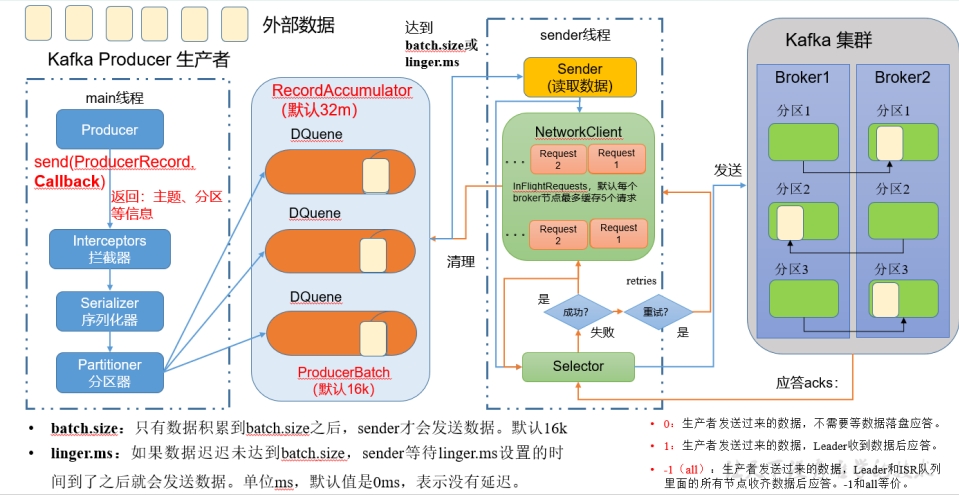 外部数据
Kafka Producer 生产者
main线程
Producer
send(ProducerRecord,
Callback)
返回：主题、分区
等信息
Interceptors
拦截器
Serializer
序列化器
Partitioner
分区器
RecordAccumulator
(默认32m)
DQuene
DQuene
DQuene
ProducerBatch
(默认16k)
达到
batch.size或
linger.ms
清理
sender线程
Sender
(读取数据)
NetworkClient
... Request 2 Request 1
InFlightRequests，默认每个
broker节点最多缓存5个请求
... Request 2 Request 1
retries
是
成功?
失败
重试?
是
Selector
发送
Kafka 集群
Broker1
Broker2
分区1
分区1
分区2
分区2
分区3
分区3
应答acks：
• batch.size：只有数据积累到batch.size之后，sender才会发送数据。默认16k
• linger.ms：如果数据迟迟未达到batch.size，sender等待linger.ms设置的时
间到了之后就会发送数据。单位ms，默认值是0ms，表示没有延迟。
• 0：生产者发送过来的数据，不需要等数据落盘应答。
• 1：生产者发送过来的数据，Leader收到数据后应答。
• -1（all）：生产者发送过来的数据，Leader和ISR队列
里面的所有节点收齐数据后应答。-1和all等价。